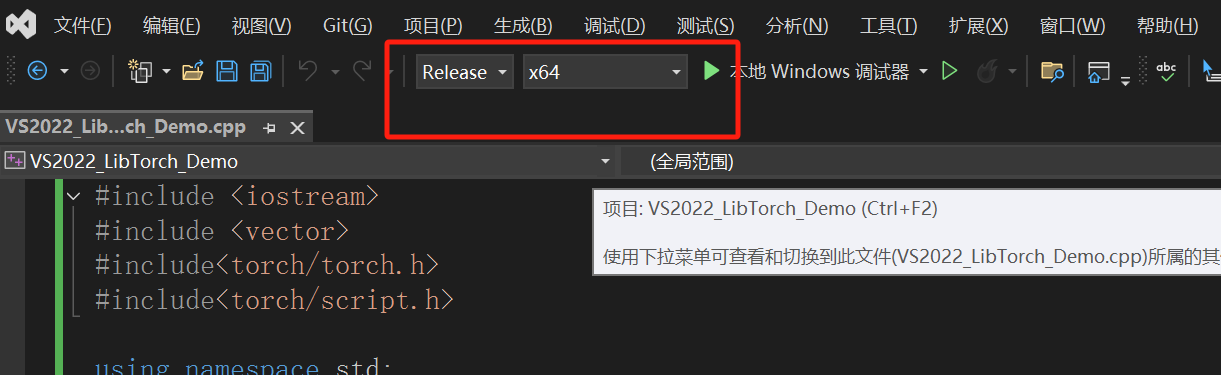 文件(F) 编辑(E) 视图(V) Git(G) 项目(P) 生成(B) 调试(D) 测试(S) 分析(N) 工具(T) 扩展(X) 窗口(W) 帮助(H)
Release x64 本地 Windows 调试器 abc
VS2022_Lib...ch_Demo.cpp
VS2022_LibTorch_Demo (全局范围)
#include <iostream>
#include <vector>
#include<torch/torch.h>
#include<torch/script.h>
using namespace std;
项目: VS2022_LibTorch_Demo (Ctrl+F2)
使用下拉菜单可查看和切换到此文件(VS2022_LibTorch_Demo.cpp)所属的其